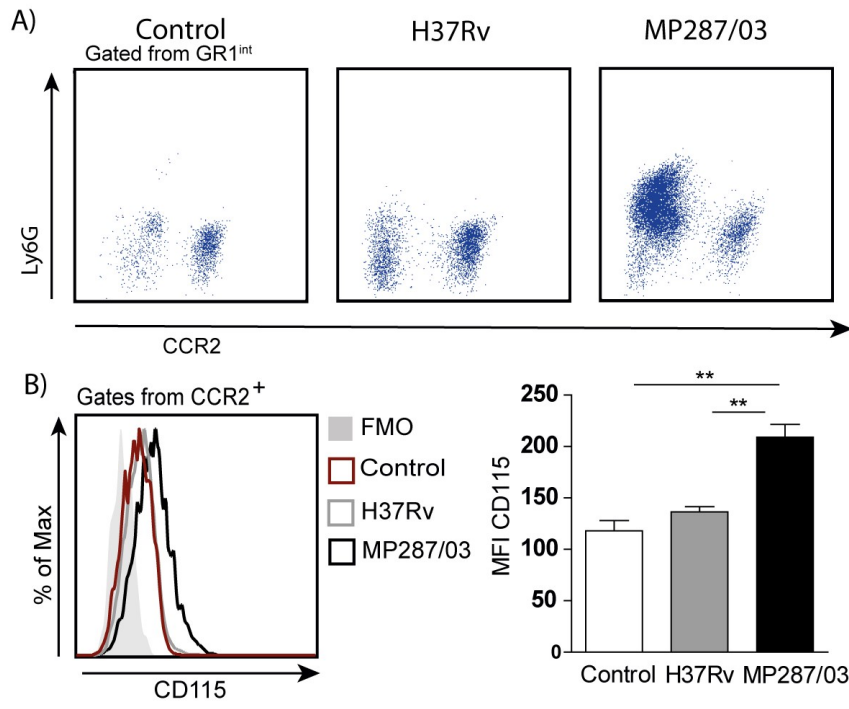 A)
Control
H37Rv
MP287/03
Gated from GR1int
Ly6G
CCR2
B)
Gates from CCR2+
FMO
Control
H37Rv
MP287/03
% of Max
CD115
**
**
MFI CD115
250
200
150
100
50
0
Control H37Rv MP287/03